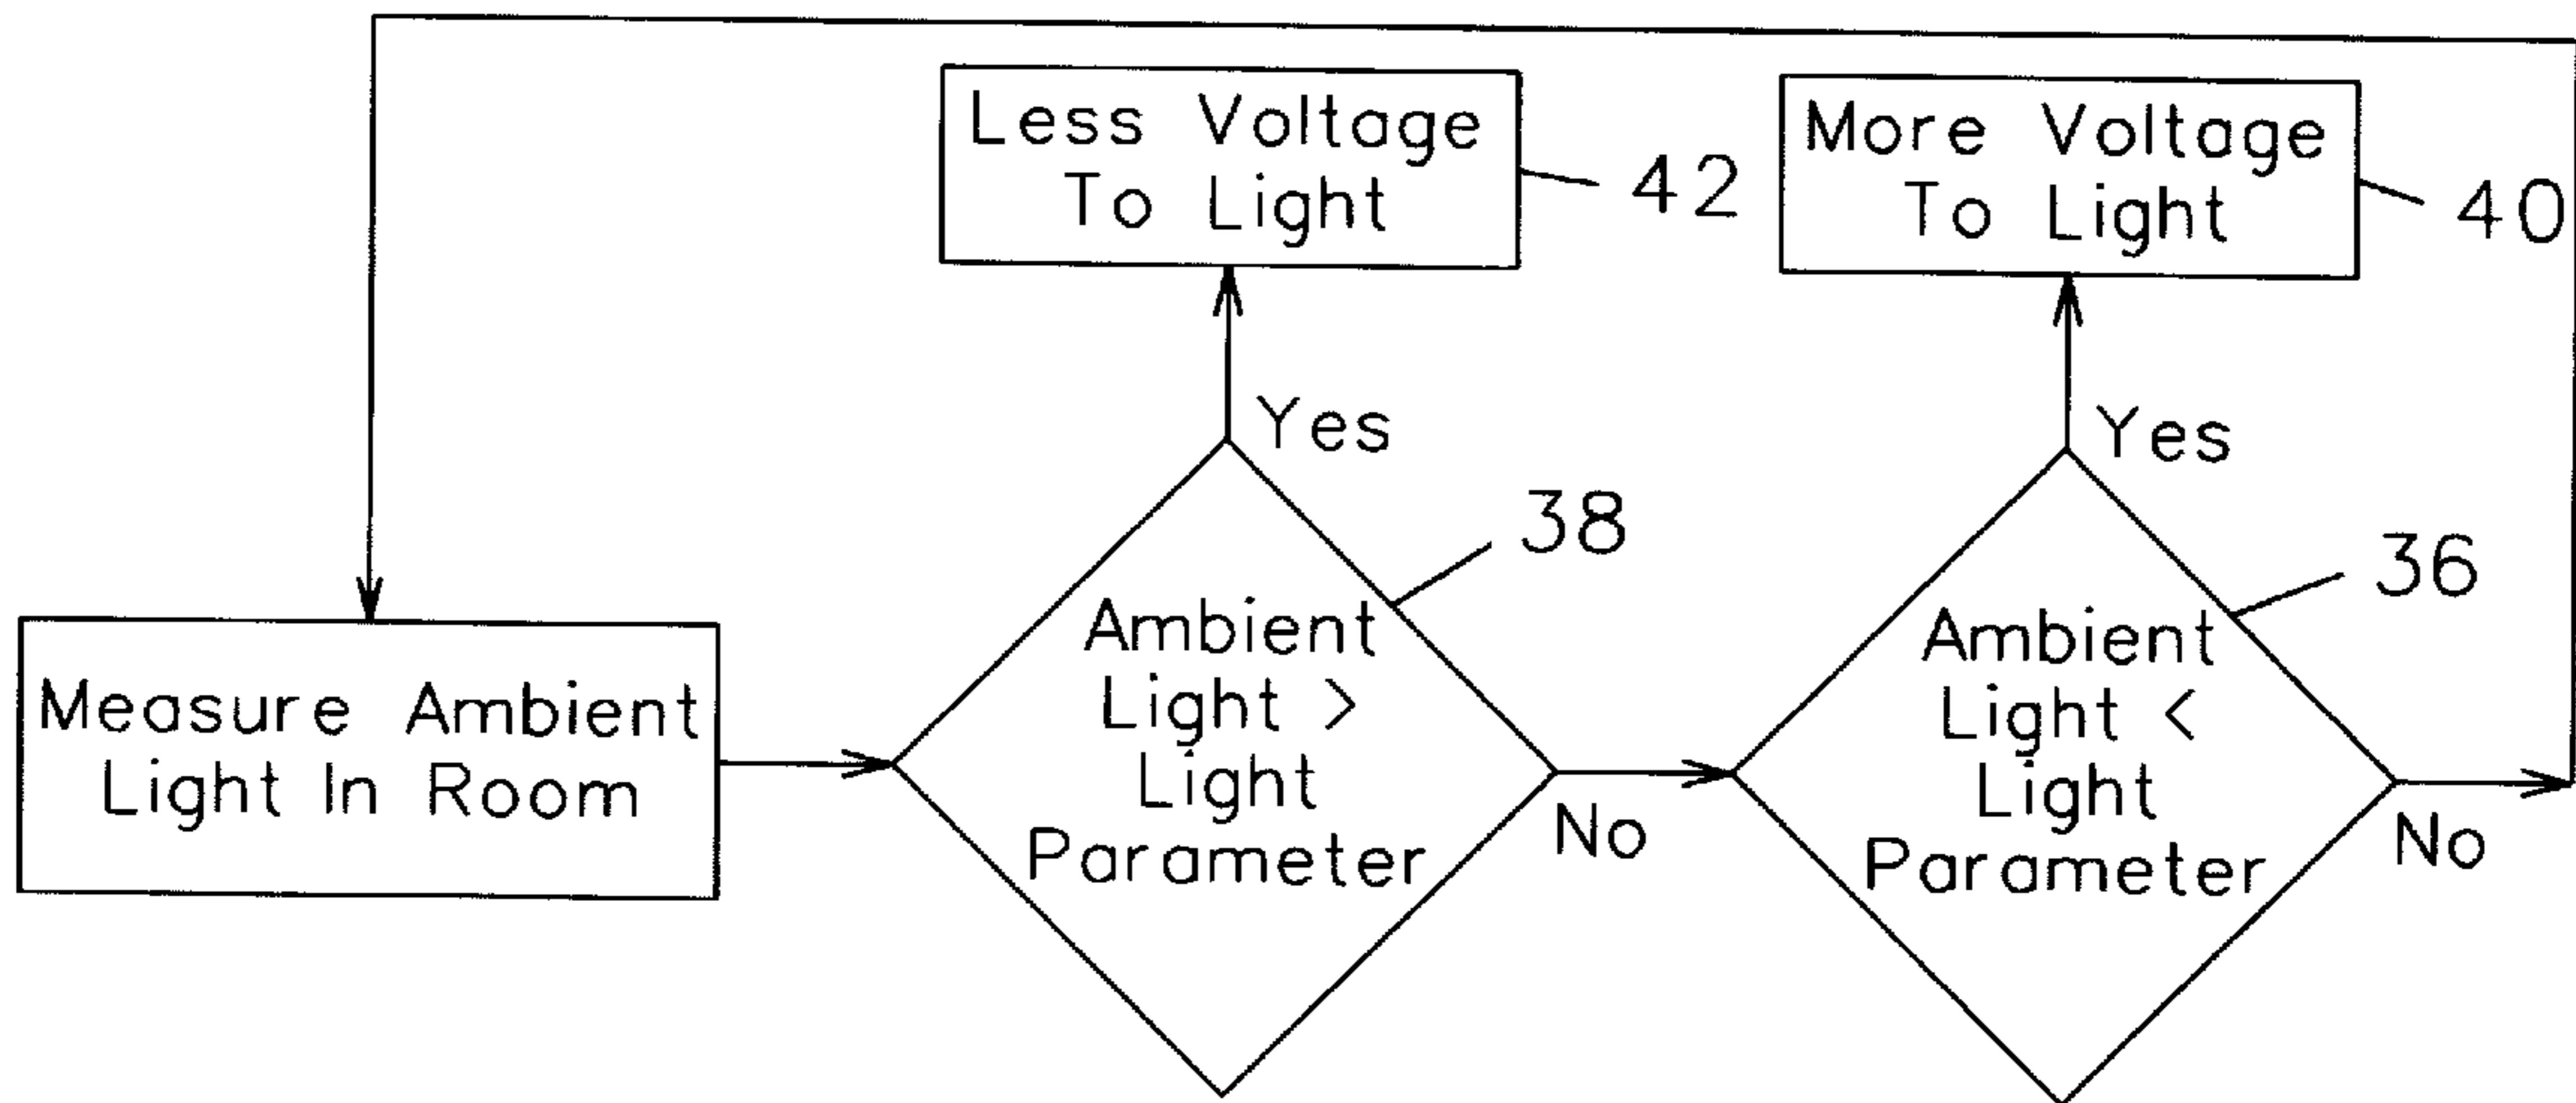 Less Voltage
To Light
42
More Voltage
To Light
40
Yes
Yes
38
36
Measure Ambient
Light In Room
Ambient
Light >
Light
Parameter
No
Ambient
Light <
Light
Parameter
No